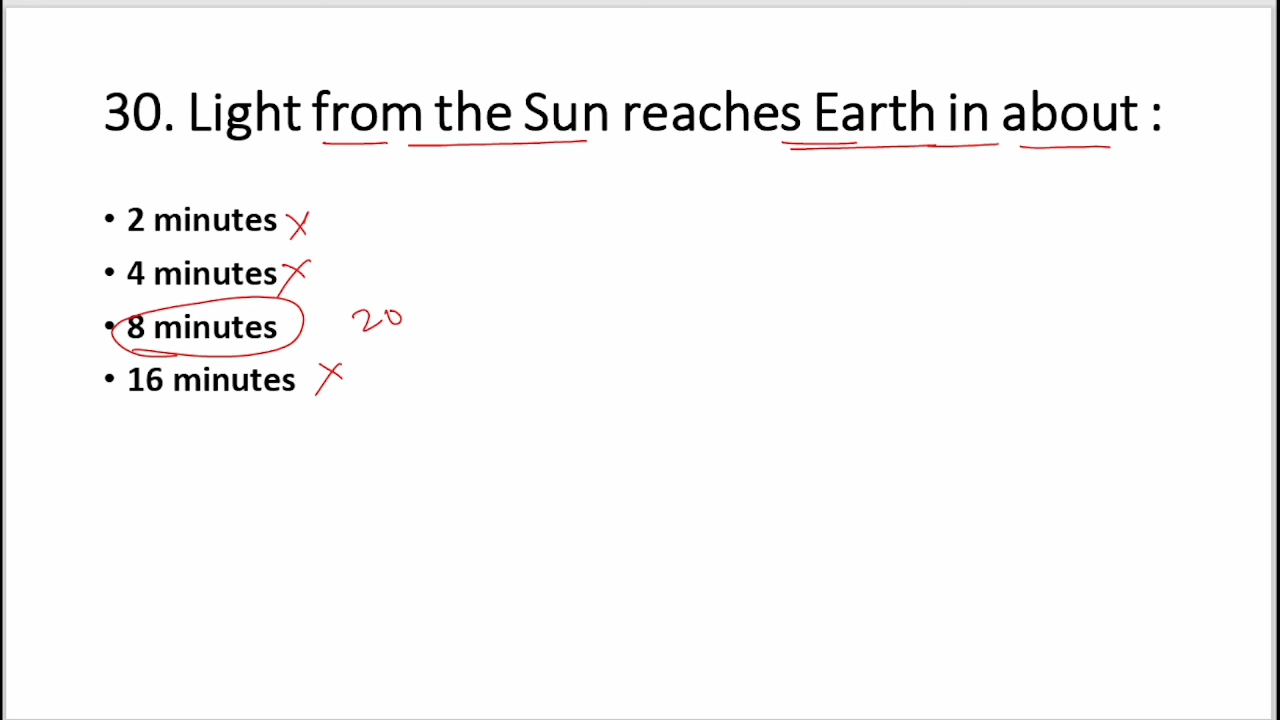 30. Light from the Sun reaches Earth in about :
• 2 minutes x
• 4 minutes x
• 8 minutes 20
• 16 minutes x